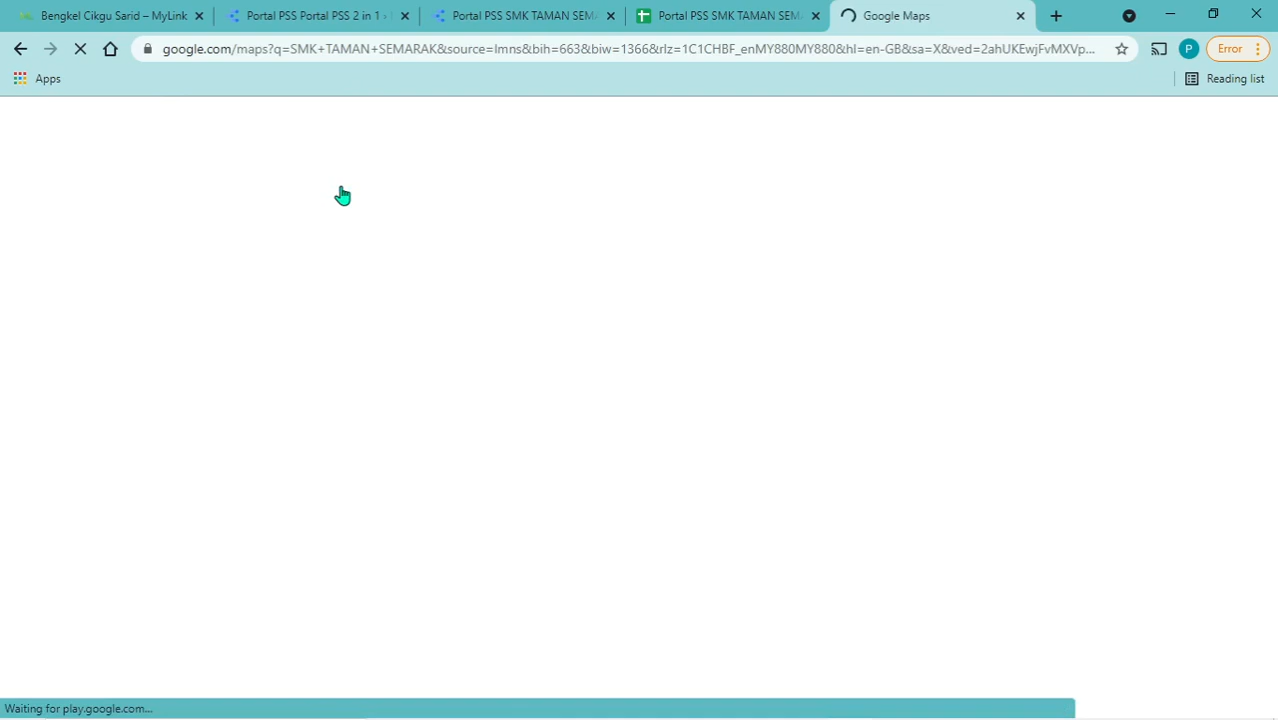 Bengkel Cikgu Sarid – MyLink
Portal PSS Portal PSS 2 in 1 ›
Portal PSS SMK TAMAN SEM
Portal PSS SMK TAMAN SEM
Google Maps
google.com/maps?q=SMK+TAMAN+SEMARAK&source=lmns&bih=663&biw=1366&rlz=1C1CHBF_enMY880MY880&hl=en-GB&sa=X&ved=2ahUKEwjFvMXVp...
P
Error
Apps
Reading list
Waiting for play.google.com...